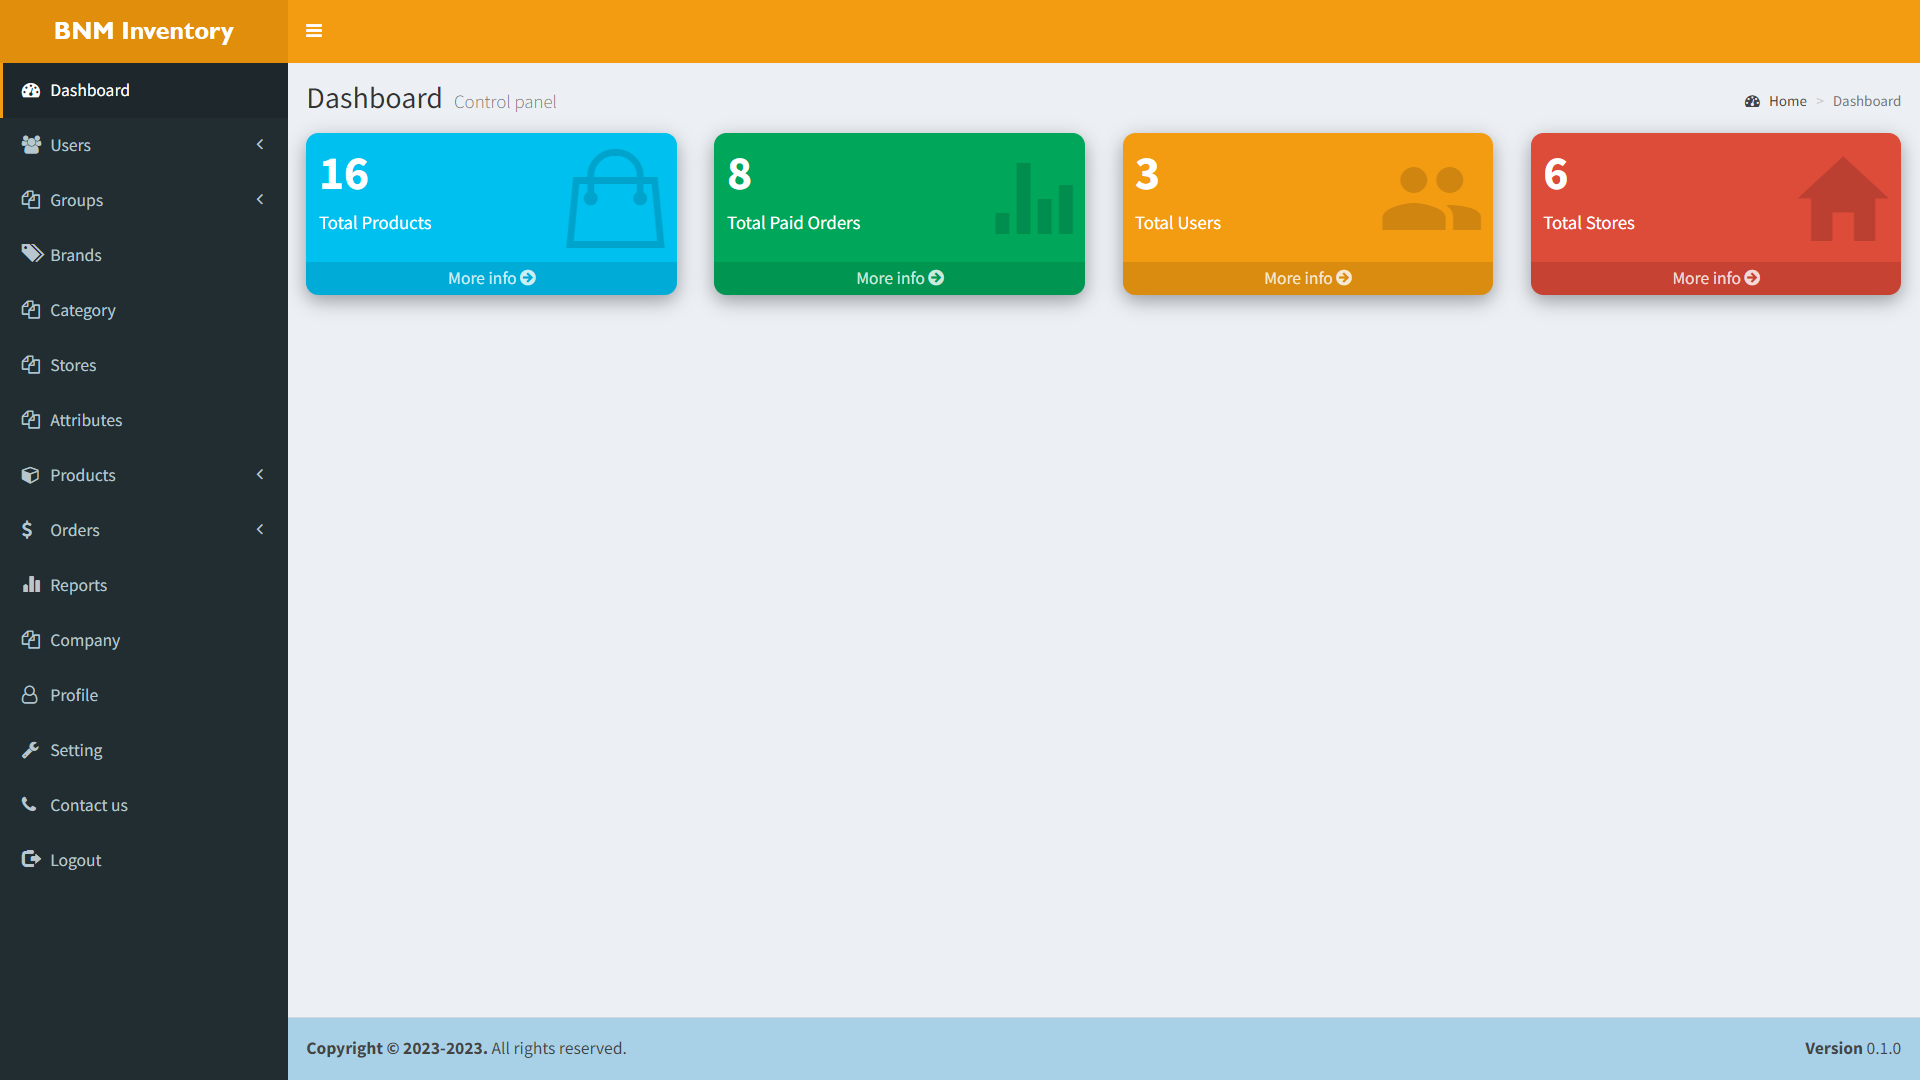 BNM Inventory
Dashboard
Users
Groups
Brands
Category
Stores
Attributes
Products
Orders
Reports
Company
Profile
Setting
Contact us
Logout
Dashboard Control panel
Home > Dashboard
16
Total Products
More info
8
Total Paid Orders
More info
3
Total Users
More info
6
Total Stores
More info
Copyright © 2023-2023. All rights reserved.
Version 0.1.0